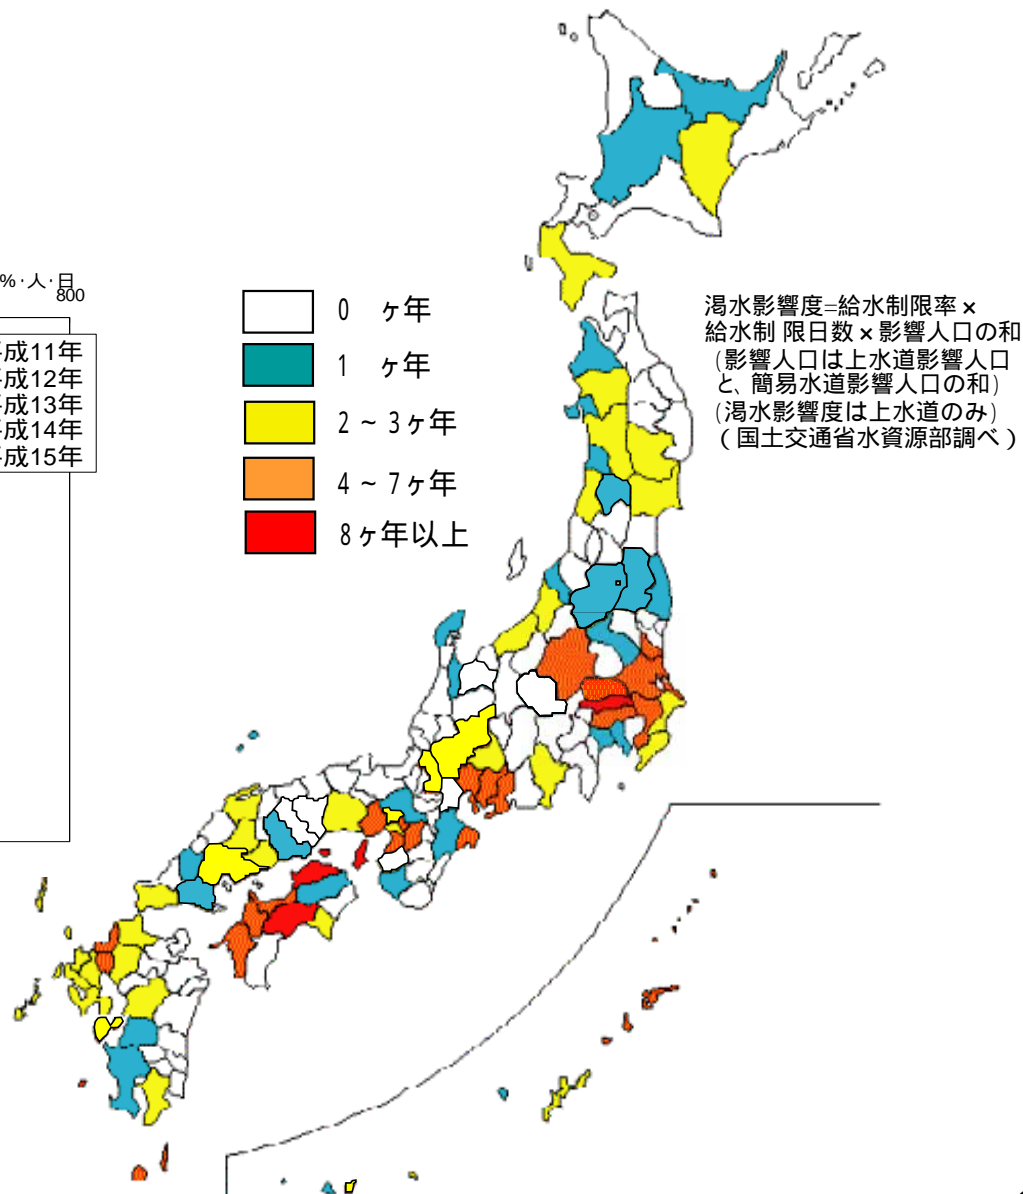 %・人・日
800
成11年
成12年
成13年
成14年
成15年
0 ヶ年
1 ヶ年
2～3ヶ年
4～7ヶ年
8ヶ年以上
渇水影響度=給水制限率×
給水制 限日数×影響人口の和
(影響人口は上水道影響人口
と、簡易水道影響人口の和)
(渇水影響度は上水道のみ)
(国土交通省水資源部調べ)